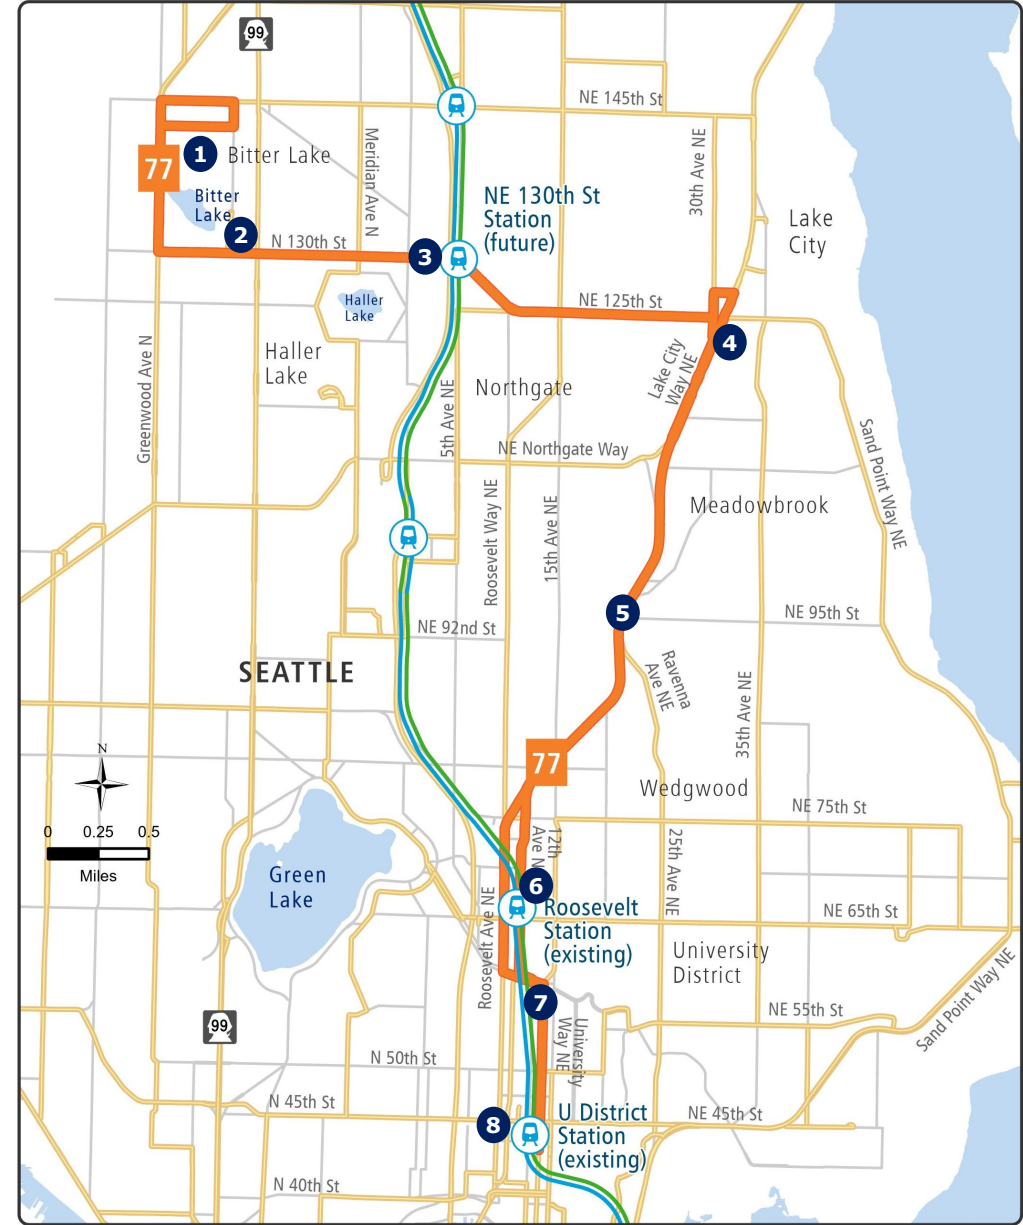 99
NE 145th St
Meridian Ave N
30th Ave NE
1
Bitter Lake
77
Bitter
Lake
NE 130th St
Station
(future)
Lake
City
2
N 130th St
3
Haller
Lake
NE 125th St
4
Greenwood Ave N
Haller
Lake
Lake City
Way NE
5th Ave NE
Northgate
NE Northgate Way
Sand Point Way NE
Roosevelt Way NE
15th Ave NE
Meadowbrook
5
NE 95th St
NE 92nd St
SEATTLE
Ravenna
Ave NE
35th Ave NE
N
77
Wedgwood
0
0.25
0.5
Miles
NE 75th St
12th
Ave N
25th Ave NE
Green
Lake
6
Roosevelt
Station
(existing)
NE 65th St
Roosevelt Ave NE
University
District
7
99
University
Way NE
NE 55th St
Sand Point Way NE
N 50th St
N 45th St
8
U District
Station
(existing)
NE 45th St
N 40th St